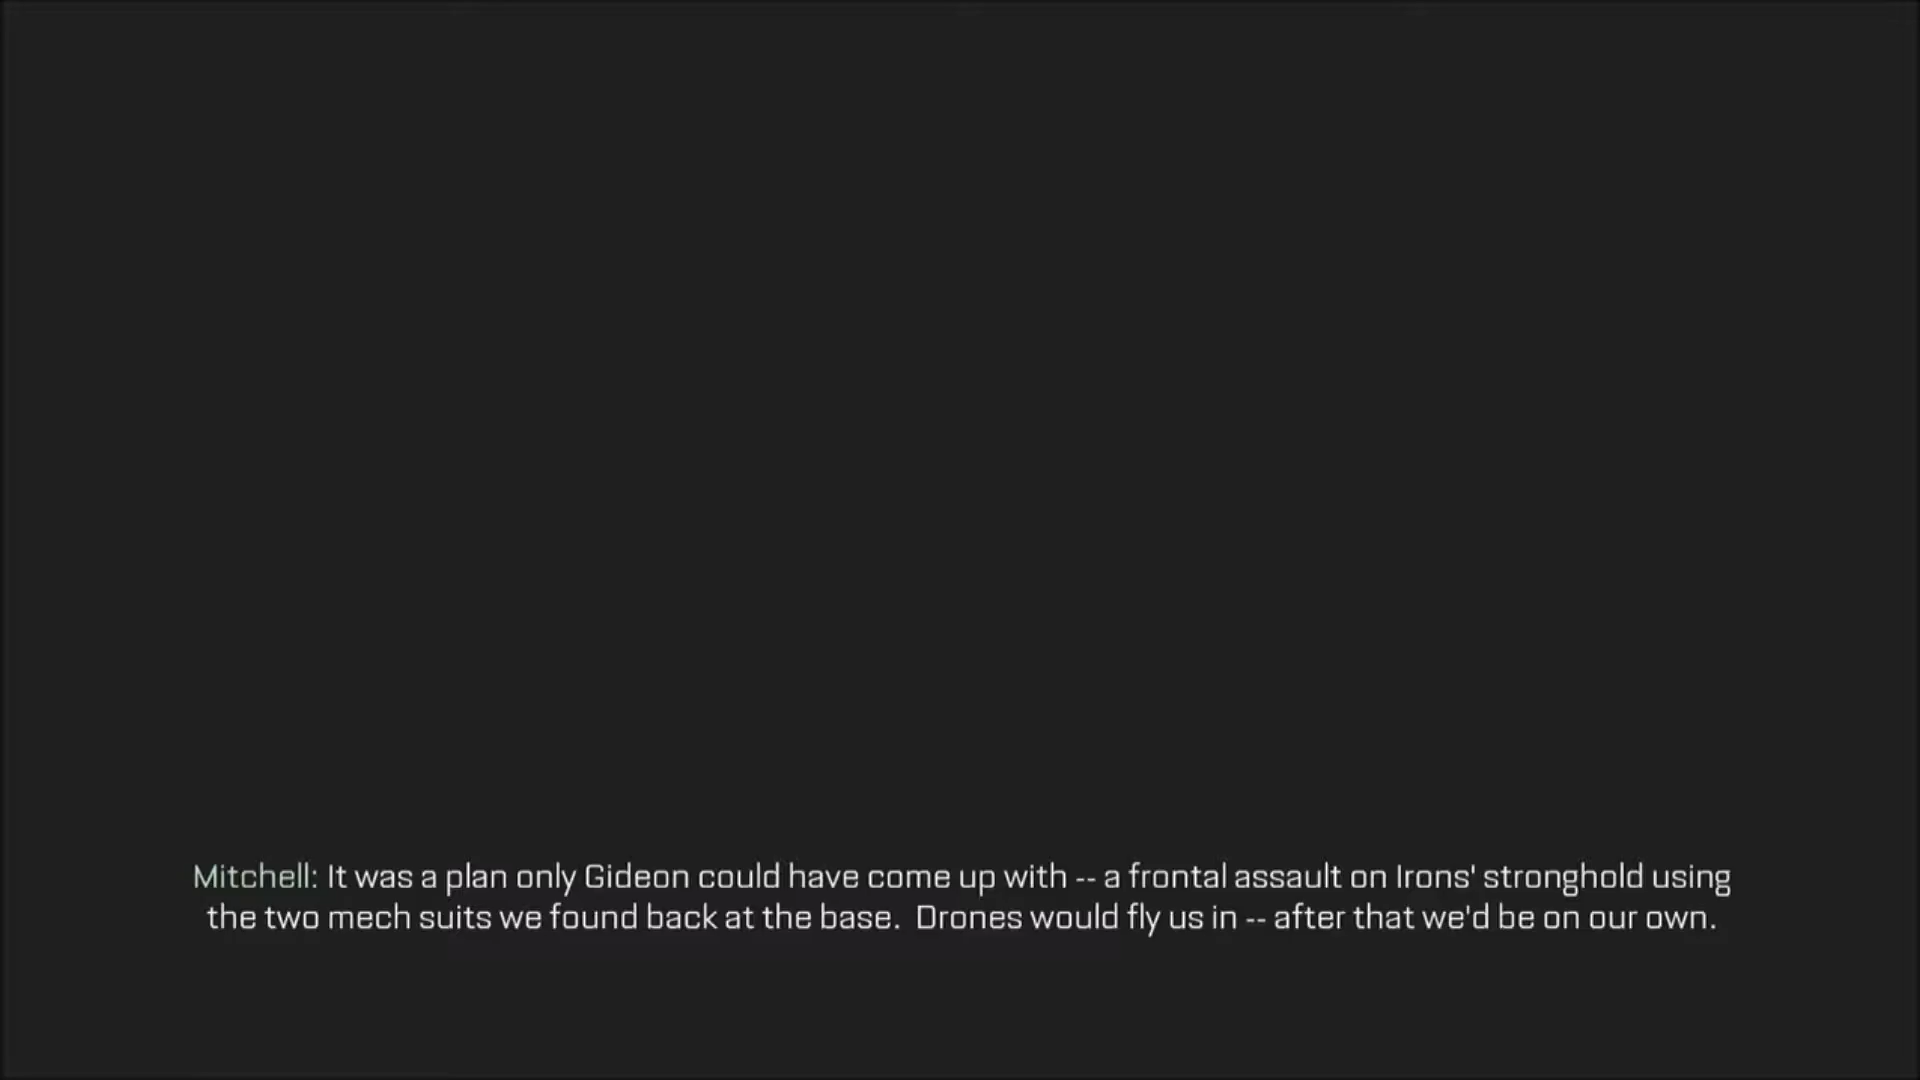 Mitchell: It was a plan only Gideon could have come up with -- a frontal assault on Irons' stronghold using
the two mech suits we found back at the base.  Drones would fly us in -- after that we'd be on our own.